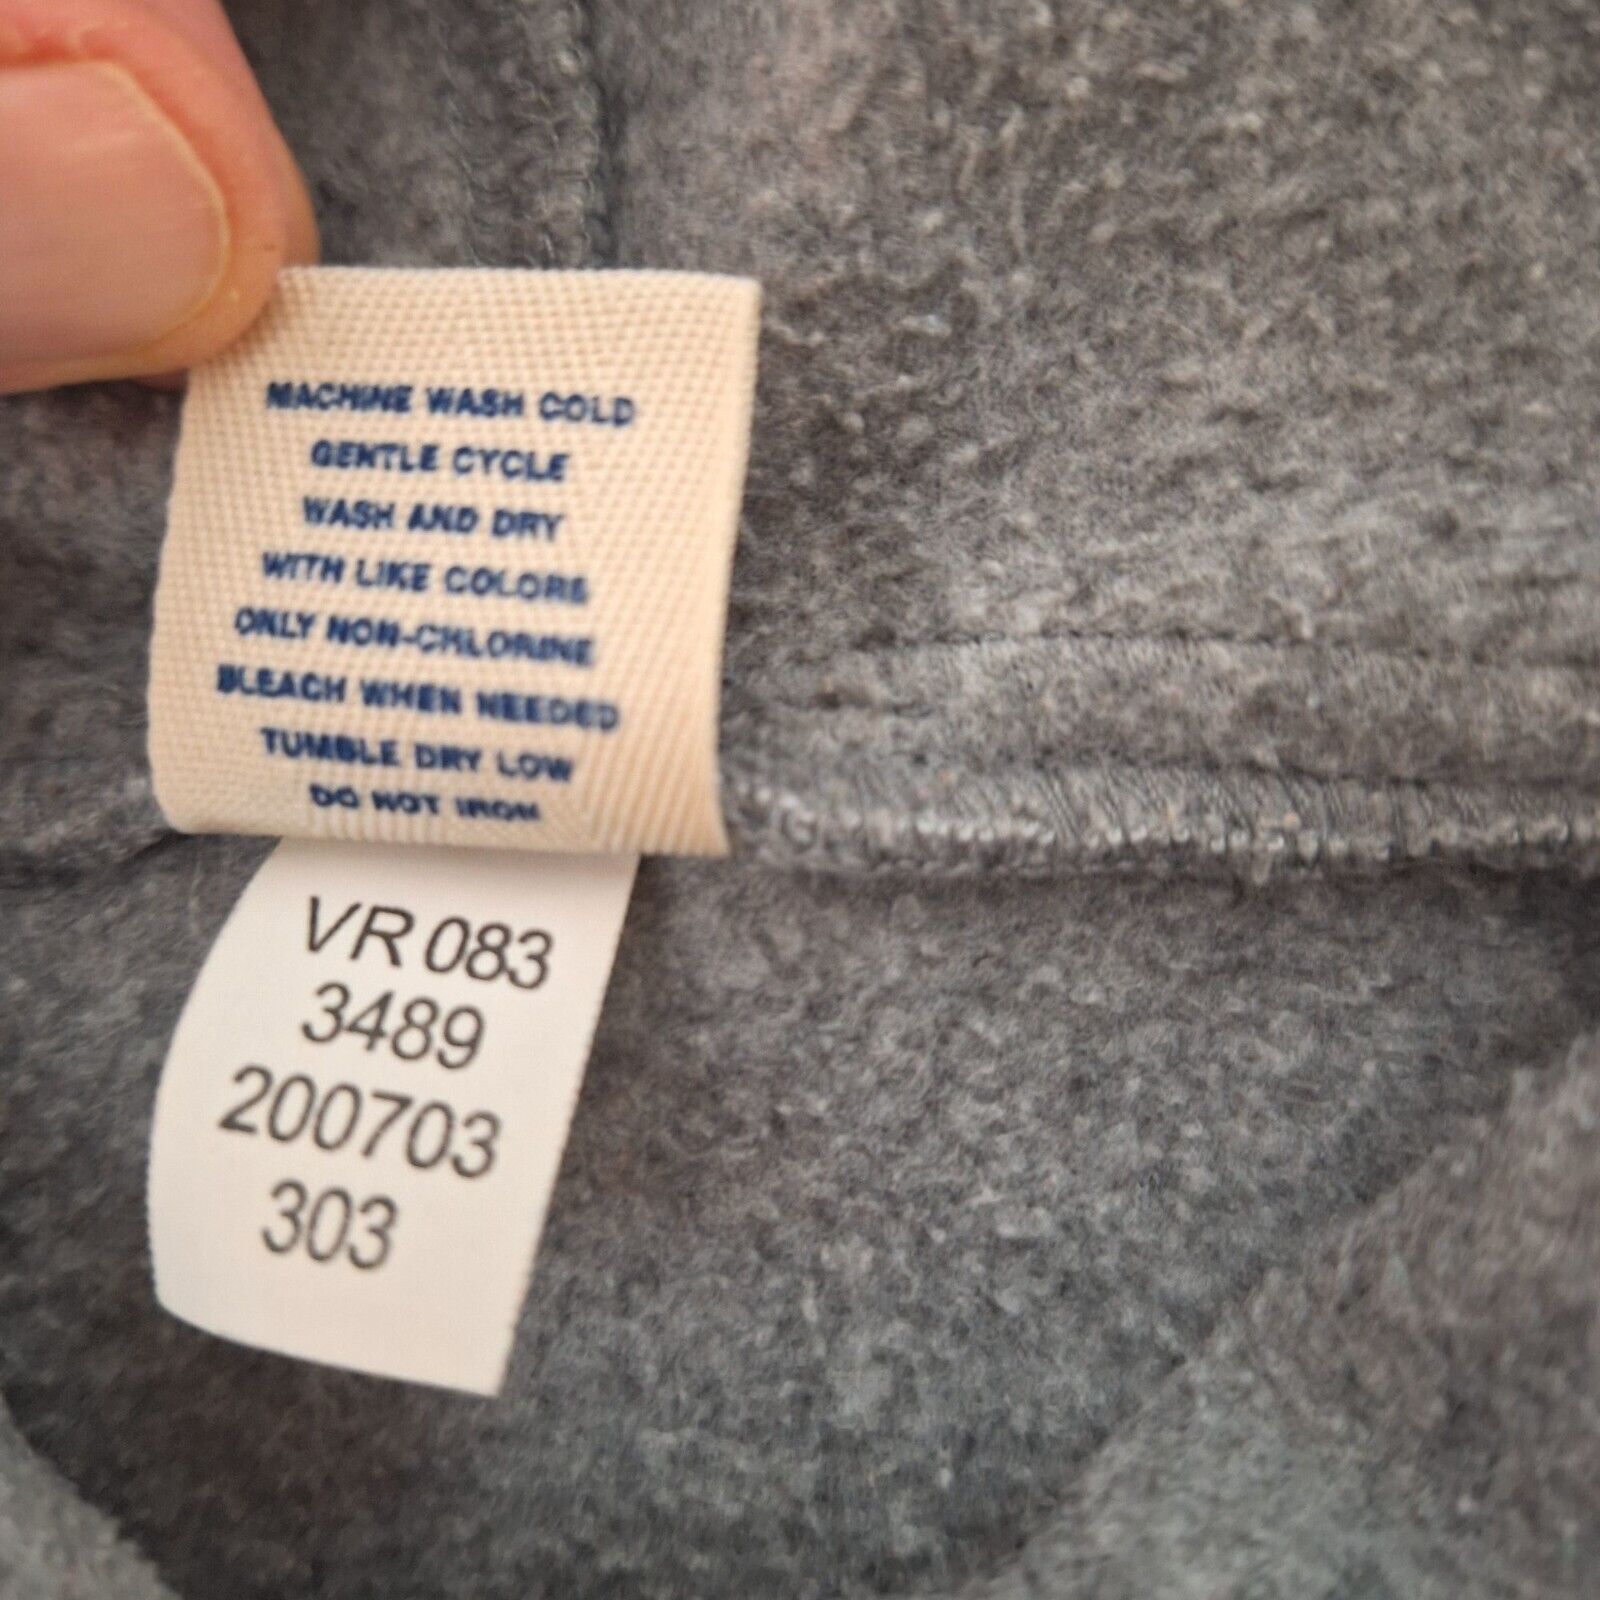 MACHINE WASH COLD
GENTLE CYCLE
WASH AND DRY
WITH LIKE COLORS
ONLY NON-CHLORINE
BLEACH WHEN NEEDED
TUMBLE DRY LOW
DO NOT IRON
VR 083
3489
200703
303